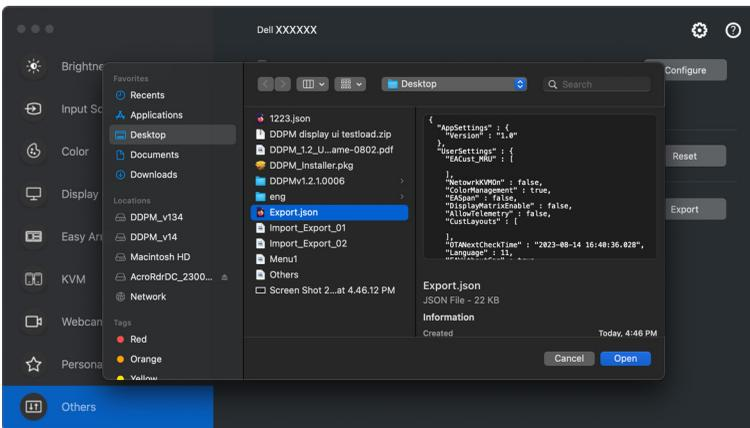 Dell XXXXXX
Brightne
Input So
Color
Display
Easy Arr
KVM
Webcan
Persona
Others
Configure
Reset
Export
Favorites
Recents
Applications
Desktop
Documents
Downloads
Locations
DDPM_v134
DDPM_v14
Macintosh HD
AcroRdrDC_2300...
Network
Tags
Red
Orange
Yellow
Desktop
Search
1223.json
DDPM display ui testload.zip
DDPM_1.2_U...ame-0802.pdf
DDPM_Installer.pkg
DDPMv1.2.1.0006
eng
Export.json
Import_Export_01
Import_Export_02
Menu1
Others
Screen Shot 2...at 4.46.12 PM
{
"AppSettings" : {
"Version" : "1.0"
},
"UserSettings" : {
"EACust_MRU" : [
],
"NetowrkKVMOn" : false,
"ColorManagement" : true,
"EASpan" : false,
"DisplayMatrixEnable" : false,
"AllowTelemetry" : false,
"CustLayouts" : [
],
"OTANextCheckTime" : "2023-08-14 16:40:36.028",
"Language" : 11,
Export.json
JSON File - 22 KB
Information
Created Today, 4:46 PM
Cancel
Open